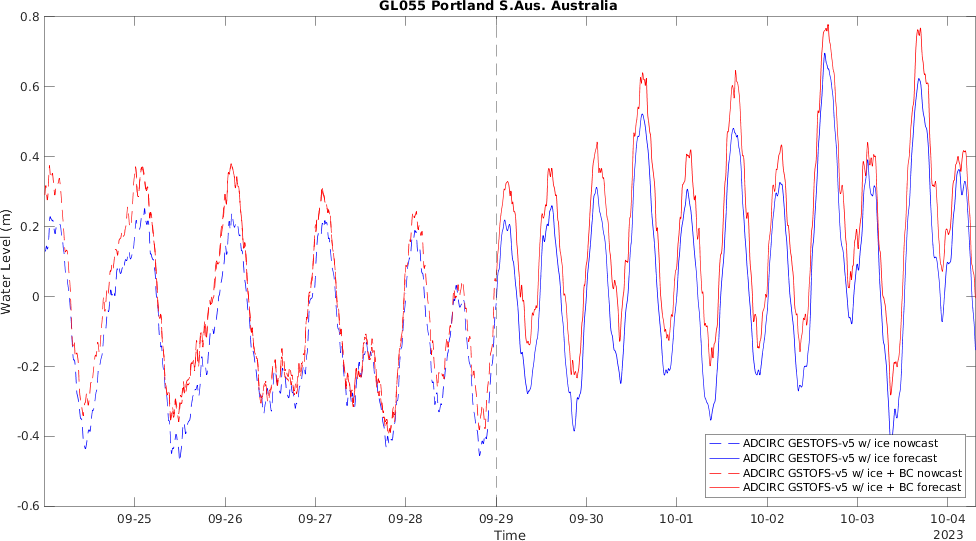 GL055 Portland S.Aus. Australia
Water Level (m)
0.8
0.6
0.4
0.2
0
-0.2
-0.4
-0.6
ADCIRC GESTOFS-v5 w/ ice nowcast
ADCIRC GESTOFS-v5 w/ ice forecast
ADCIRC GSTOFS-v5 w/ ice + BC nowcast
ADCIRC GSTOFS-v5 w/ ice + BC forecast
09-25 09-26 09-27 09-28 09-29 09-30 10-01 10-02 10-03 10-04
Time 2023